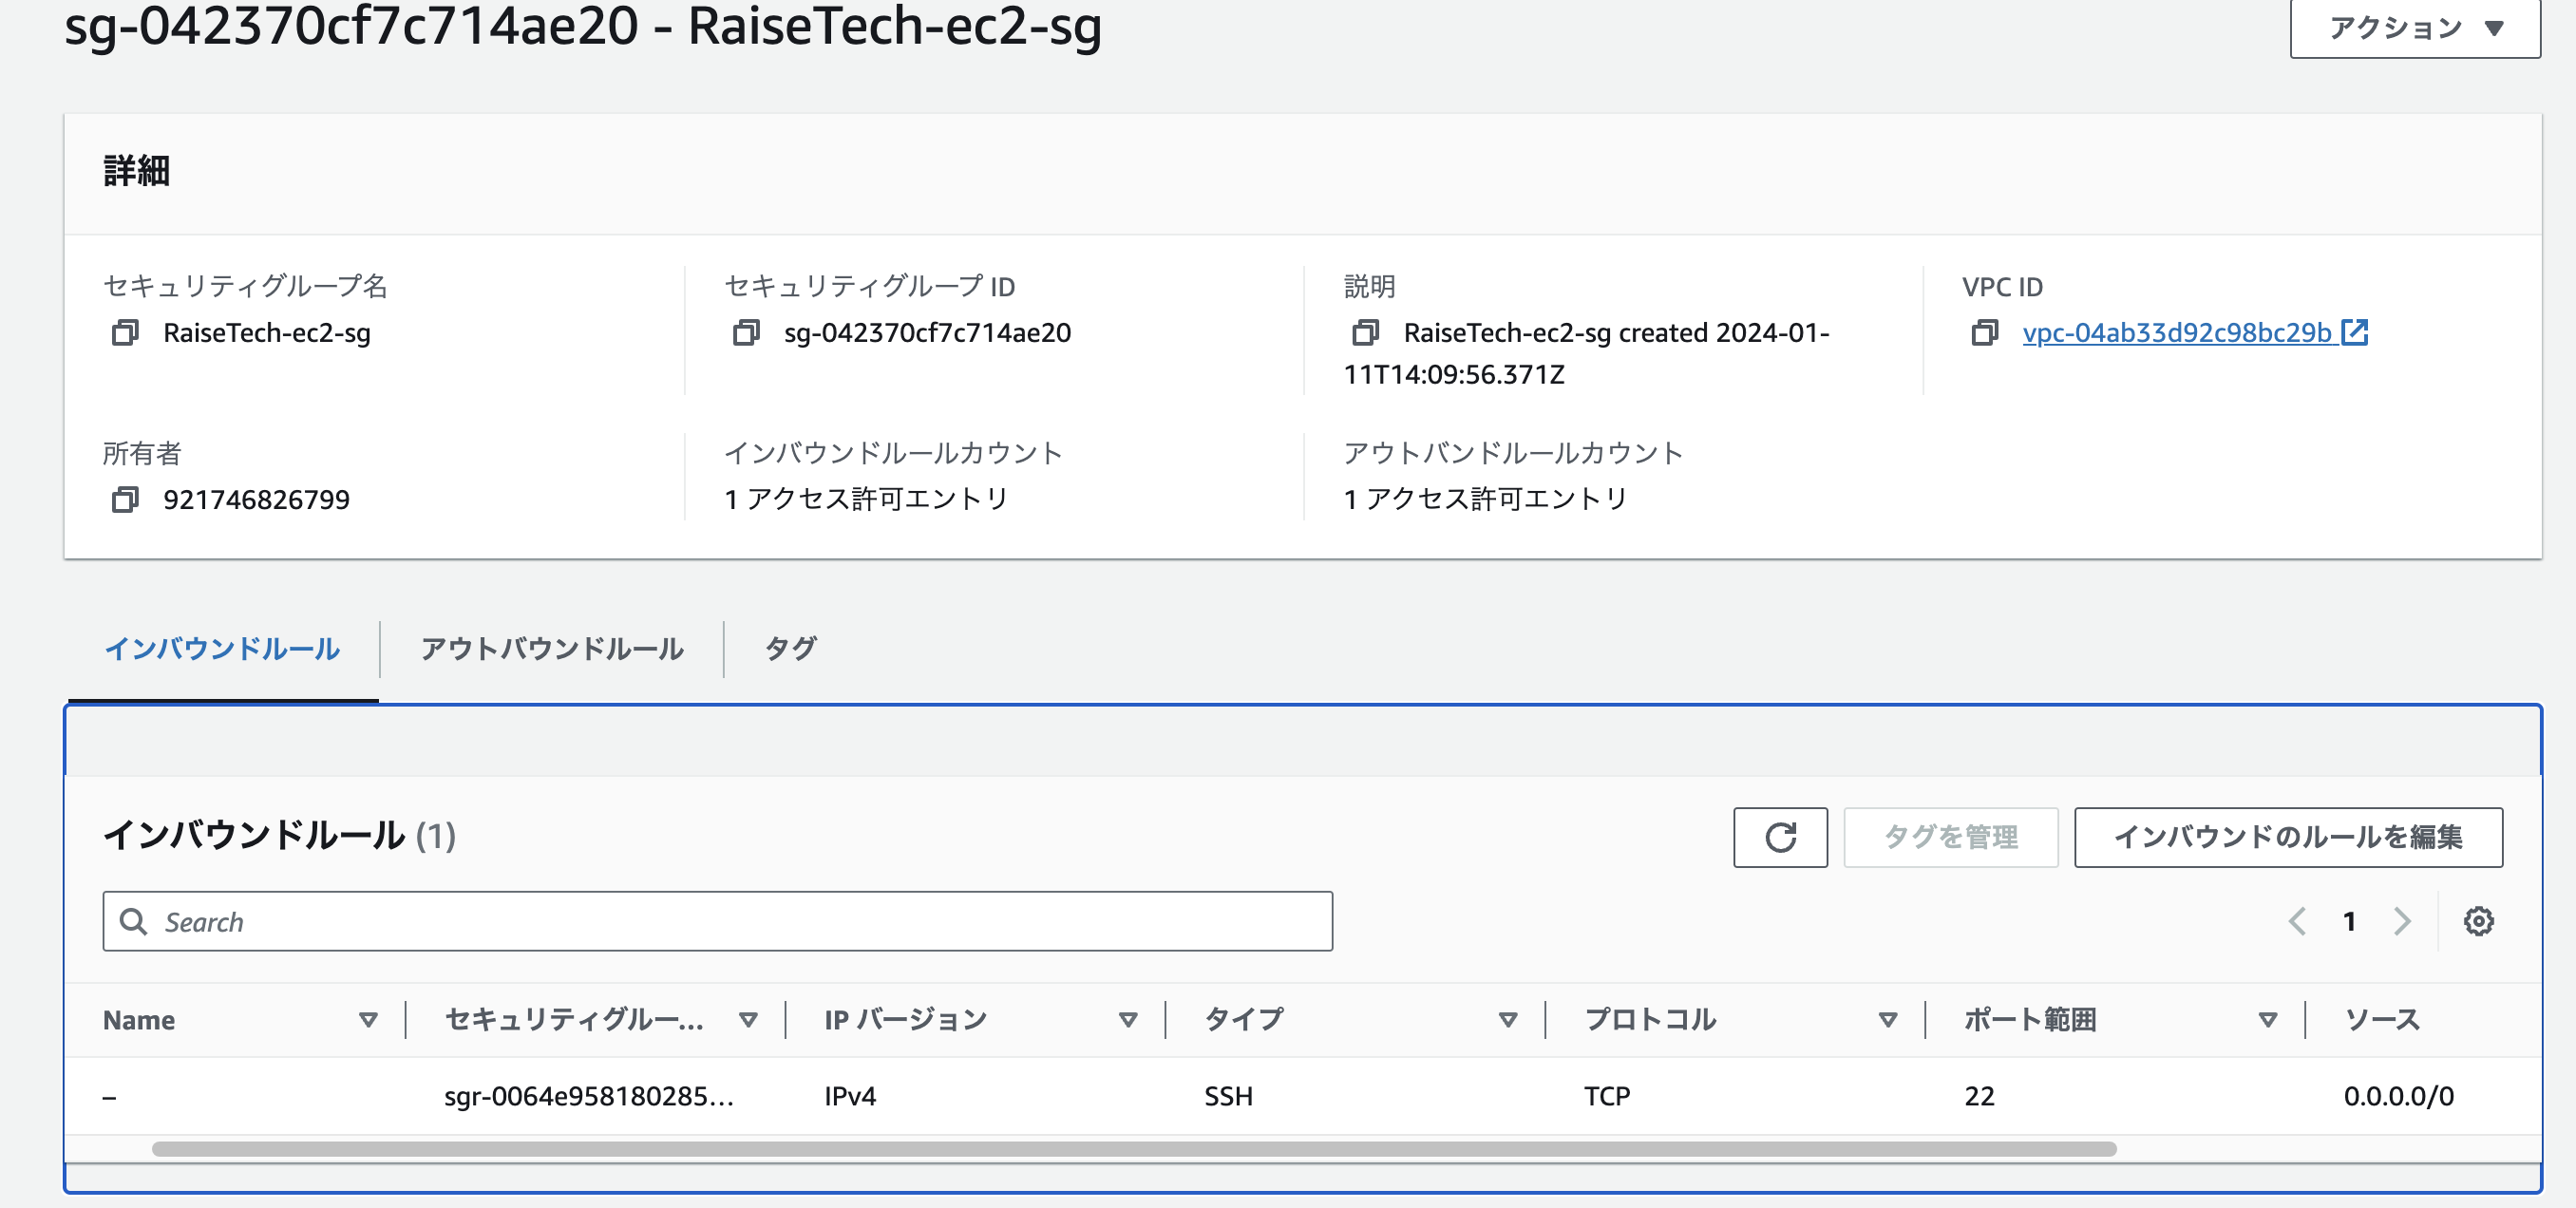 sg-042370cf7c714ae20 - RaiseTech-ec2-sg
アクション
詳細
セキュリティグループ名
RaiseTech-ec2-sg
セキュリティグループ ID
sg-042370cf7c714ae20
説明
RaiseTech-ec2-sg created 2024-01-
11T14:09:56.371Z
VPC ID
vpc-04ab33d92c98bc29b
所有者
921746826799
インバウンドルールカウント
1 アクセス許可エントリ
アウトバンドルールカウント
1 アクセス許可エントリ
インバウンドルール
アウトバウンドルール
タグ
インバウンドルール (1)
タグを管理
インバウンドのルールを編集
Search
1
Name
セキュリティグルー...
IP バージョン
タイプ
プロトコル
ポート範囲
ソース
–
sgr-0064e958180285...
IPv4
SSH
TCP
22
0.0.0.0/0